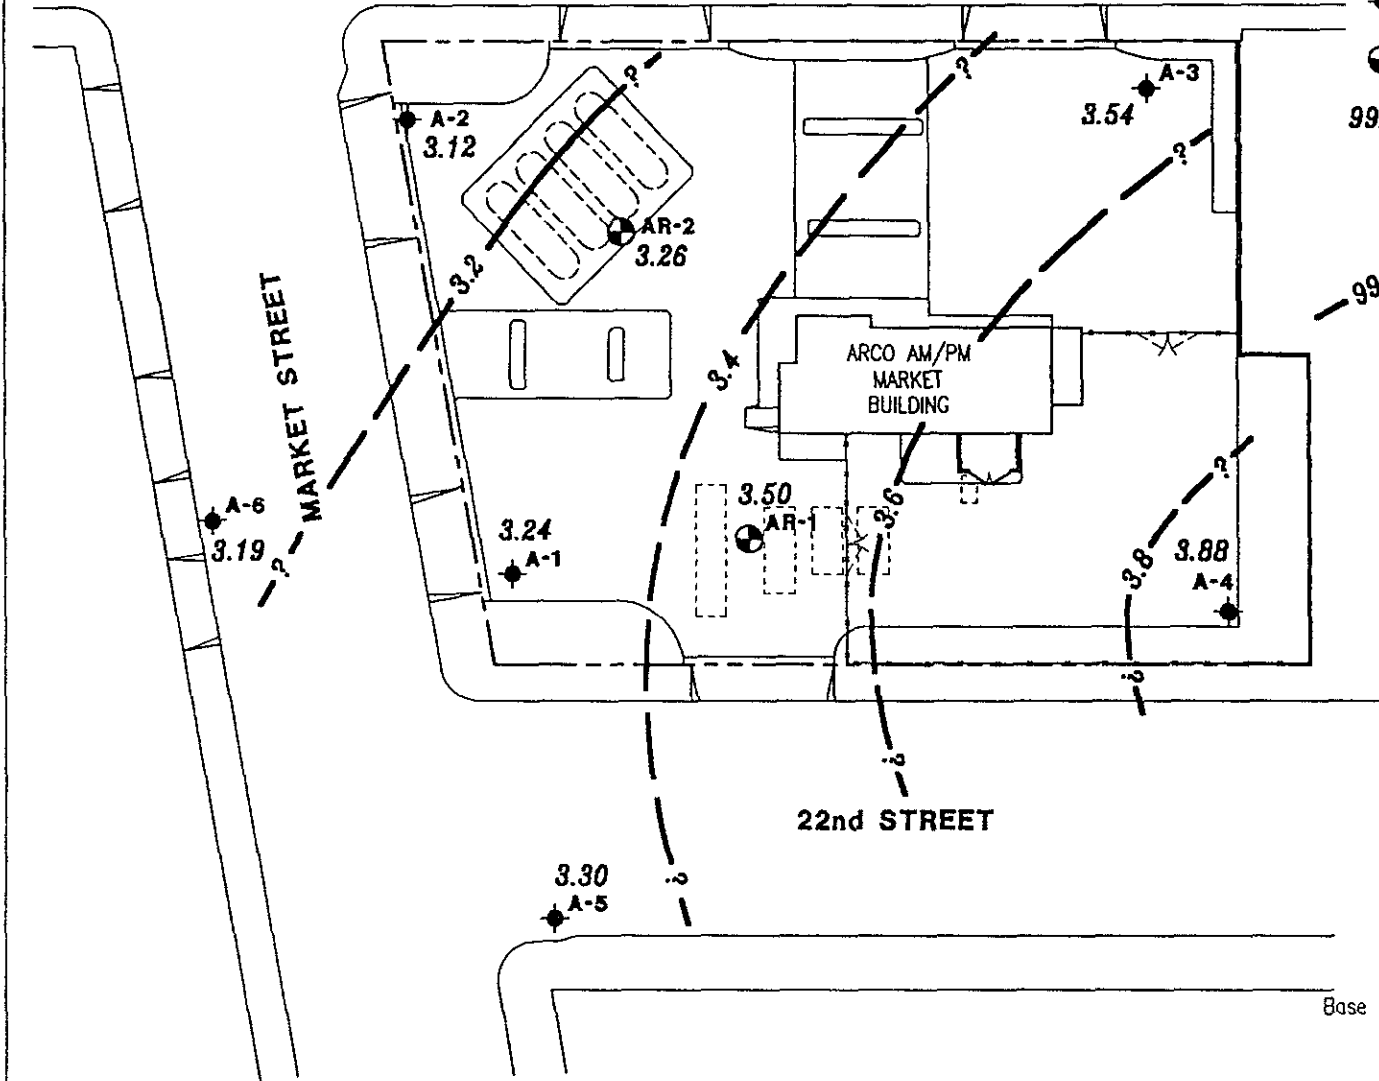 ?
?
A-3
3.54
A-2
3.12
99
?
AR-2
3.26
3.2
99
MARKET STREET
3.4
ARCO AM/PM
MARKET
BUILDING
?
3.50
AR-1
3.6
A-6
3.19
?
3.24
A-1
3.8
3.88
A-4
?
?
22nd STREET
3.30
A-5
?
Base